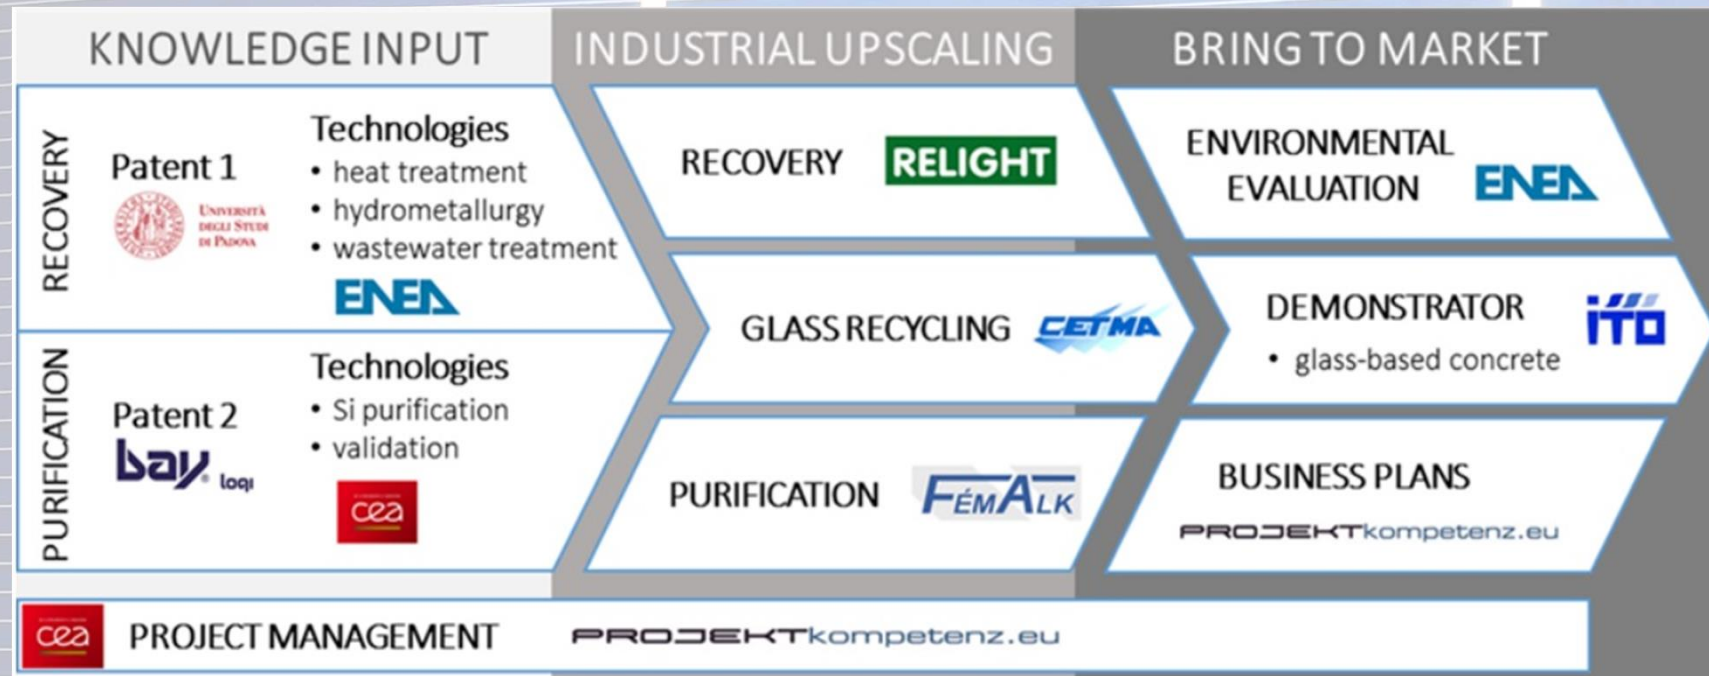 KNOWLEDGE INPUT
INDUSTRIAL UPSCALING
BRING TO MARKET
RECOVERY
Patent 1
UNIVERSITÀ
DEGLI STUDI
DI PADOVA
Technologies
• heat treatment
• hydrometallurgy
• wastewater treatment
ENEA
PURIFICATION
Patent 2
bay
loqi
Technologies
• Si purification
• validation
cea
RECOVERY
RELIGHT
GLASS RECYCLING
CETMA
PURIFICATION
FÉMALK
ENVIRONMENTAL
EVALUATION
ENEA
DEMONSTRATOR
• glass-based concrete
ITO
BUSINESS PLANS
PROJEKTkompetenz.eu
cea
PROJECT MANAGEMENT
PROJEKTkompetenz.eu